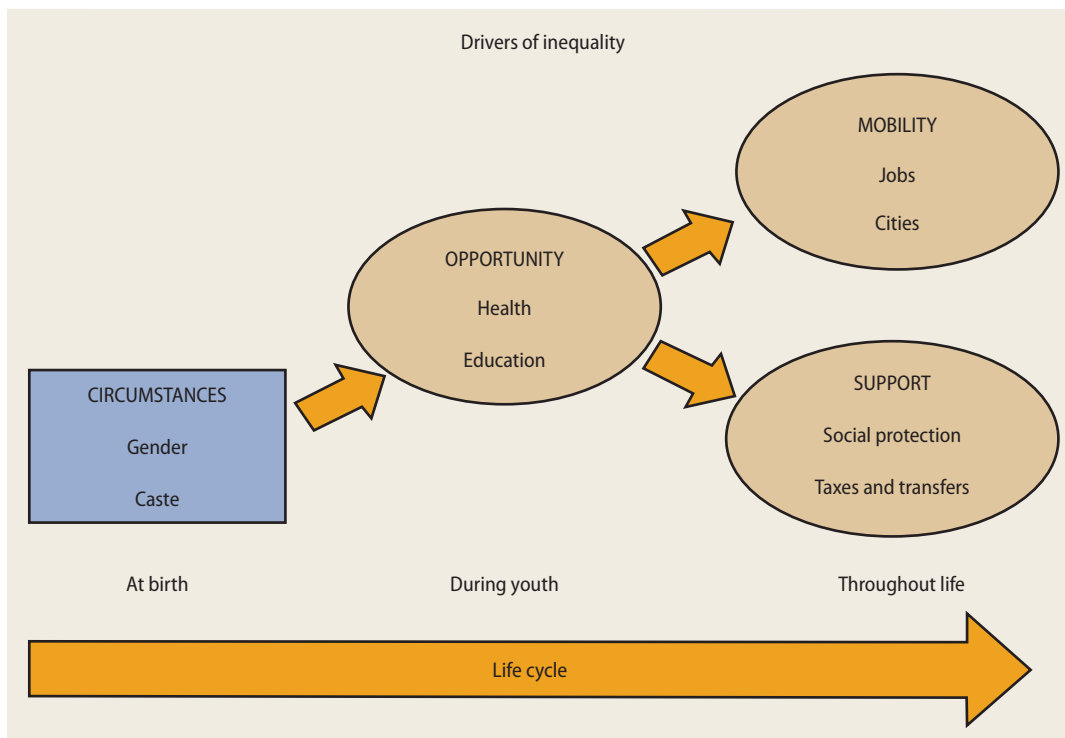 Drivers of inequality
MOBILITY
Jobs
Cities
OPPORTUNITY
Health
Education
CIRCUMSTANCES
Gender
Caste
SUPPORT
Social protection
Taxes and transfers
At birth
During youth
Throughout life
Life cycle